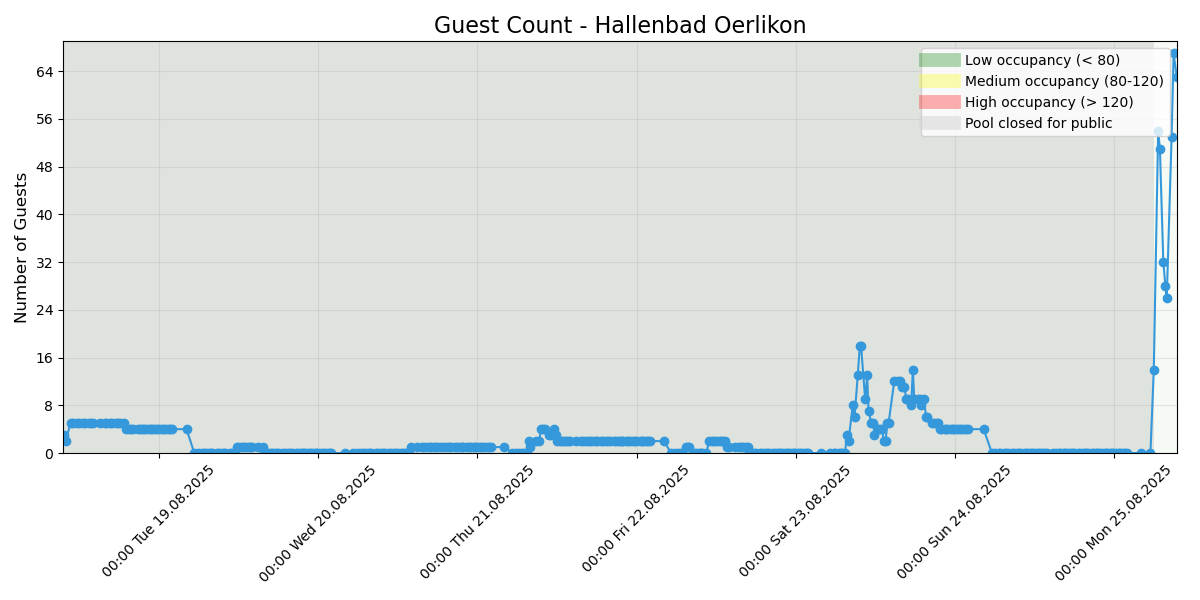 Guest Count - Hallenbad Oerlikon
Low occupancy (< 80)
Medium occupancy (80-120)
High occupancy (> 120)
Pool closed for public
Number of Guests
64
56
48
40
32
24
16
8
0
00:00 Tue 19.08.2025
00:00 Wed 20.08.2025
00:00 Thu 21.08.2025
00:00 Fri 22.08.2025
00:00 Sat 23.08.2025
00:00 Sun 24.08.2025
00:00 Mon 25.08.2025